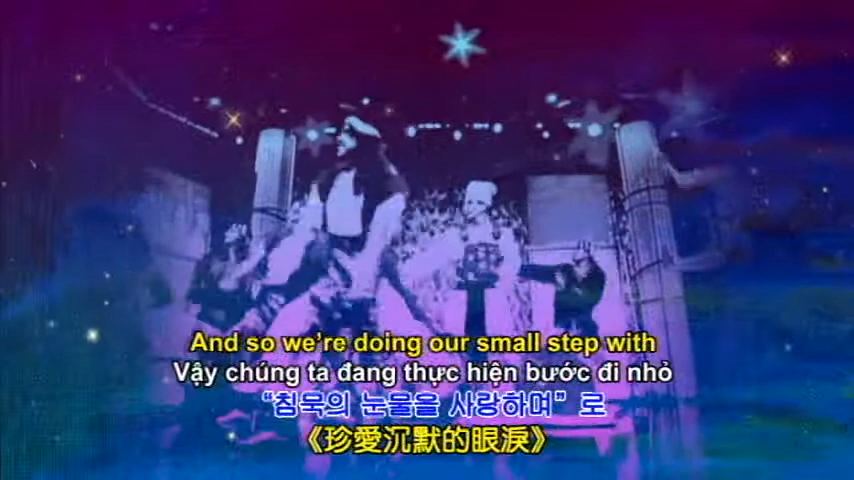 And so we're doing our small step with
Vậy chúng ta đang thực hiện bước đi nhỏ
“침묵의 눈물을 사랑하며” 로
《珍愛沉默的眼淚》